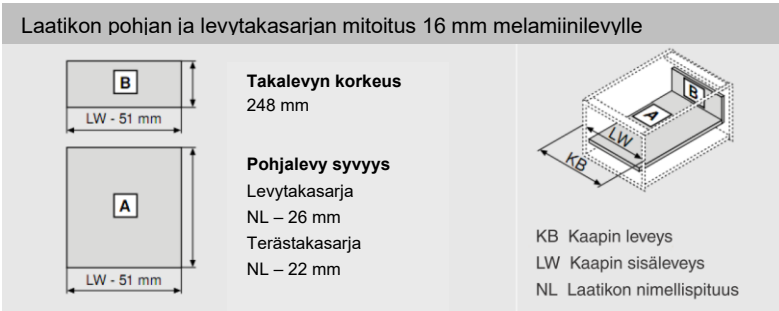 Laatikon pohjan ja levytakasarjan mitoitus 16 mm melamiinilevylle
B
LW - 51 mm
A
LW - 51 mm
Takalevyn korkeus
248 mm
Pohjalevy syvyys
Levytakasarja
NL – 26 mm
Terästakasarja
NL – 22 mm
B
A
LW
KB
KB Kaapin leveys
LW Kaapin sisäleveys
NL Laatikon nimellispituus